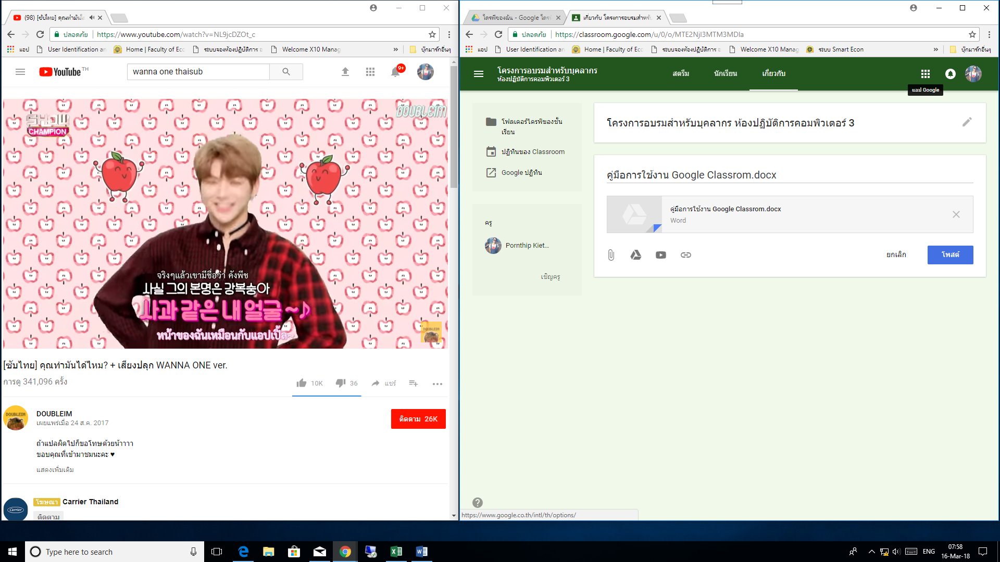 (98) [ซับไทย] คุณทำมันได้
ปลอดภัย
https://www.youtube.com/watch?v=NL9jcDZOt_c
แอป
User Identification an
Home | Faculty of Ecc
ระบบจองห้องปฏิบัติการ
Welcome X10 Manag
»
บุ๊กมาร์กอื่นๆ
YouTube TH
wanna one thaisub
9+
SHOW
CHAMPION
DOUBLEIM
จริงๆแล้วเขามีชื่อว่า คังพีช
사실 그의 본명은 강복숭아
사과 같은 내 얼굴~♪
หน้าของฉันเหมือนกับแอปเปิ้ล~
DOUBLEIM
[ซับไทย] คุณทำมันได้ไหม? + เสียงปลุก WANNA ONE ver.
การดู 341,096 ครั้ง
10K
36
แชร์
DOUBLEIM
DOUBLEIM
เผยแพร่เมื่อ 24 ส.ค. 2017
ติดตาม 26K
ถ้าแปลผิดไปก็ขอโทษด้วยน้าาาา
ขอบคุณที่เข้ามาชมนะคะ ♥
แสดงเพิ่มเติม
Carrier
โฆษณา Carrier Thailand
ติดตาม
ไดรฟ์ของฉัน - Google ไดรฟ์
เกี่ยวกับ โครงการอบรมสำหรับ
ปลอดภัย
https://classroom.google.com/u/0/o/MTE2NjI3MTM3MDIa
แอป
User Identification an
Home | Faculty of Ecc
ระบบจองห้องปฏิบัติการ
Welcome X10 Manag
ระบบ Smart Econ
»
บุ๊กมาร์กอื่นๆ
โครงการอบรมสำหรับบุคลากร
ห้องปฏิบัติการคอมพิวเตอร์ 3
สตรีม
นักเรียน
เกี่ยวกับ
แอป Google
โฟลเดอร์ไดรฟ์ของชั้น
เรียน
ปฏิทินของ Classroom
Google ปฏิทิน
ครู
Pornthip Kiet...
เชิญครู
โครงการอบรมสำหรับบุคลากร ห้องปฏิบัติการคอมพิวเตอร์ 3
คู่มือการใช้งาน Google Classrom.docx
คู่มือการใช้งาน Google Classrom.docx
Word
ยกเลิก
โพสต์
https://www.google.co.th/intl/th/options/
Type here to search
ENG
07:58
16-Mar-18